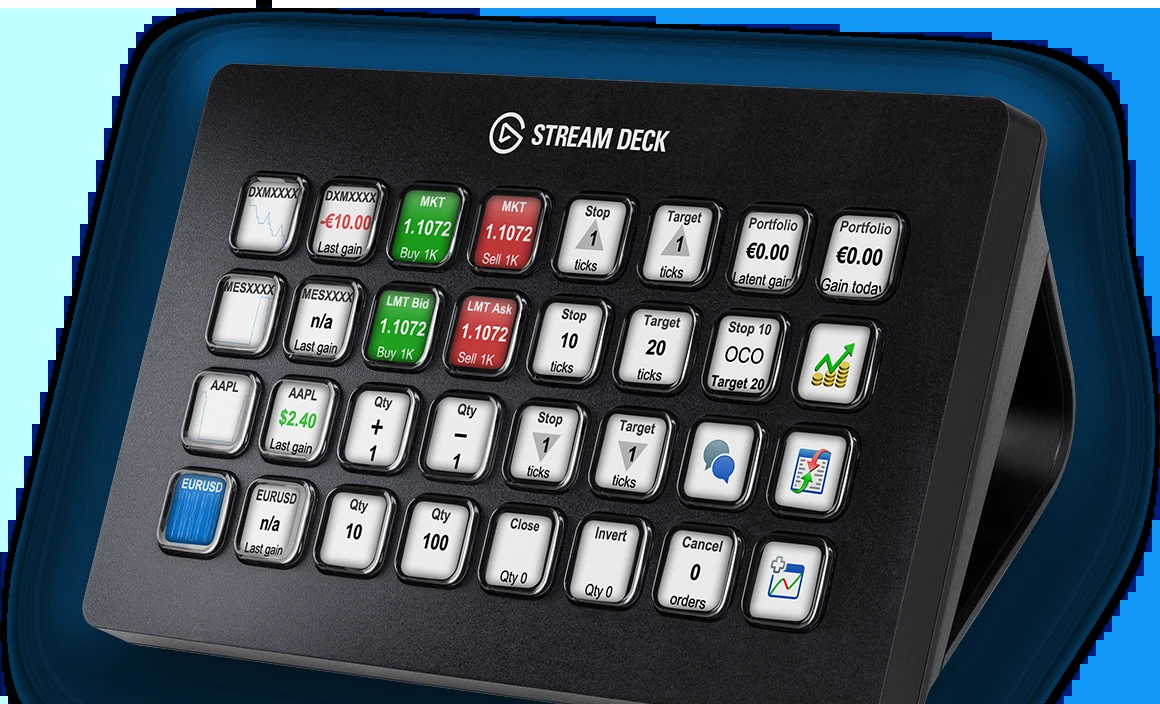 STREAM DECK
DXMXXXX
DXMXXXX
-€10.00
Last gain
MKT
1.1072
Buy 1K
MKT
1.1072
Sell 1K
Stop
1
ticks
Target
1
ticks
Portfolio
€0.00
Latent gain
Portfolio
€0.00
Gain today
MESXXXX
MESXXXX
n/a
Last gain
LMT Bid
1.1072
Buy 1K
LMT Ask
1.1072
Sell 1K
Stop
10
ticks
Target
20
ticks
Stop 10
OCO
Target 20
AAPL
AAPL
$2.40
Last gain
Qty
+
1
Qty
–
1
Stop
1
ticks
Target
1
ticks
EURUSD
EURUSD
n/a
Last gain
Qty
10
Qty
100
Close
Qty 0
Invert
Qty 0
Cancel
0
orders